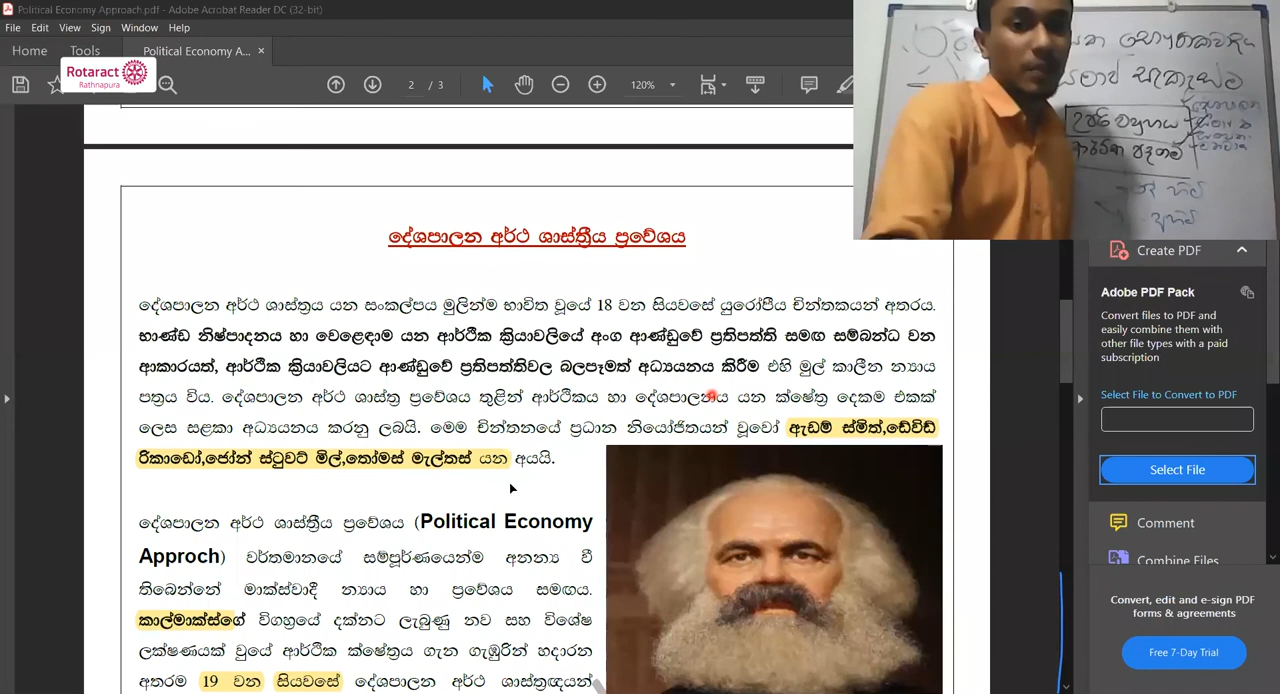 Political Economy Approach.pdf - Adobe Acrobat Reader DC (32-bit)
File Edit View Sign Window Help
Home Tools Political Economy A... ×
Rotaract
Rathnapura
2 / 3 120%
දේශපාලන අර්ථ ශාස්ත්‍රීය ප්‍රවේශය
දේශපාලන අර්ථ ශාස්ත්‍රය යන සංකල්පය මුලින්ම භාවිත වූයේ 18 වන සියවසේ යුරෝපීය චින්තකයන් අතරය.
භාණ්ඩ නිෂ්පාදනය හා වෙළෙඳාම යන ආර්ථික ක්‍රියාවලියේ අංග ආණ්ඩුවේ ප්‍රතිපත්ති සමඟ සම්බන්ධ වන
ආකාරයත්, ආර්ථික ක්‍රියාවලියට ආණ්ඩුවේ ප්‍රතිපත්තිවල බලපෑමත් අධ්‍යයනය කිරීම එහි මුල් කාලීන න්‍යාය
පත්‍රය විය. දේශපාලන අර්ථ ශාස්ත්‍ර ප්‍රවේශය තුළින් ආර්ථිකය හා දේශපාලනය යන ක්ෂේත්‍ර දෙකම එකක්
ලෙස සළකා අධ්‍යයනය කරනු ලබයි. මෙම චින්තනයේ ප්‍රධාන නියෝජිතයන් වූවෝ ඇඩම් ස්මිත්,ඩේවිඩ්
රිකාඩෝ,ජෝන් ස්ටුවට් මිල්,තෝමස් මැල්තස් යන අයයි.
දේශපාලන අර්ථ ශාස්ත්‍රීය ප්‍රවේශය (Political Economy
Approch) වර්තමානයේ සම්පූර්ණයෙන්ම අනන්‍ය වී
තිබෙන්නේ මාක්ස්වාදී න්‍යාය හා ප්‍රවේශය සමඟය.
කාල්මාක්ස්ගේ විග්‍රහයේ දක්නට ලැබුණු නව සහ විශේෂ
ලක්ෂණයක් වූයේ ආර්ථික ක්ෂේත්‍රය ගැන ගැඹුරින් හදාරන
අතරම 19 වන සියවසේ දේශපාලන අර්ථ ශාස්ත්‍රඥයන්
Create PDF
Adobe PDF Pack
Convert files to PDF and
easily combine them with
other file types with a paid
subscription
Select File to Convert to PDF
Select File
Comment
Combine Files
Convert, edit and e-sign PDF
forms & agreements
Free 7-Day Trial